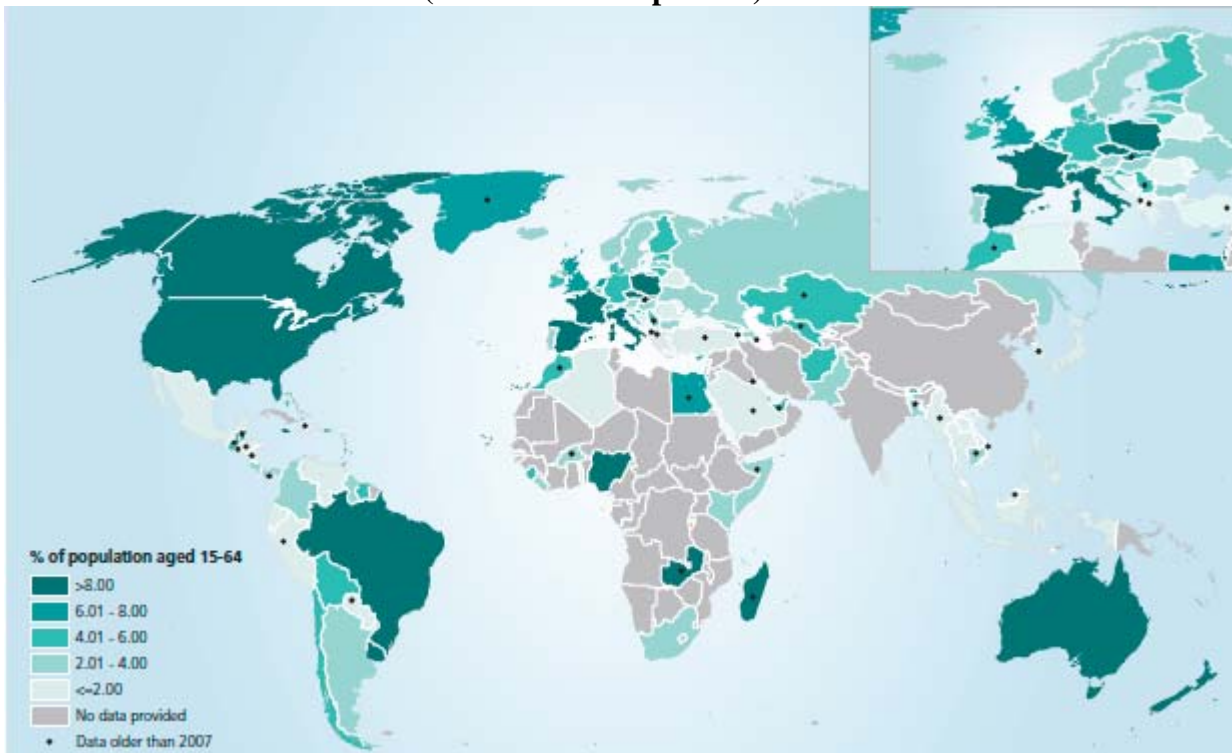 % of population aged 15-64
>8.00
6.01 - 8.00
4.01 - 6.00
2.01 - 4.00
<=2.00
No data provided
Data older than 2007